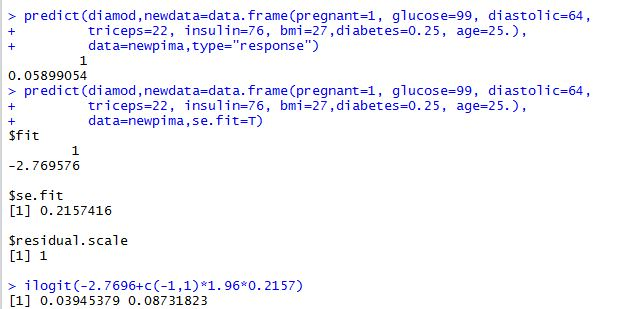 > predict(diamod,newdata=data.frame(pregnant=1, glucose=99, diastolic=64,
+         triceps=22, insulin=76, bmi=27,diabetes=0.25, age=25.),
+         data=newpima,type="response")
         1
0.05899054
> predict(diamod,newdata=data.frame(pregnant=1, glucose=99, diastolic=64,
+         triceps=22, insulin=76, bmi=27,diabetes=0.25, age=25.),
+         data=newpima,se.fit=T)
$fit
        1
-2.769576

$se.fit
[1] 0.2157416

$residual.scale
[1] 1

> ilogit(-2.7696+c(-1,1)*1.96*0.2157)
[1] 0.03945379 0.08731823